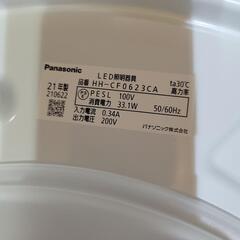 Panasonic
LED照明器具
ta30℃
品番 HH-CF0623CA
高力率
21年製
210622
PSE PESL 100V
消費電力 33.1W
50/60Hz
入力電流 0.34A
出力電圧 200V
パナソニック株式会社